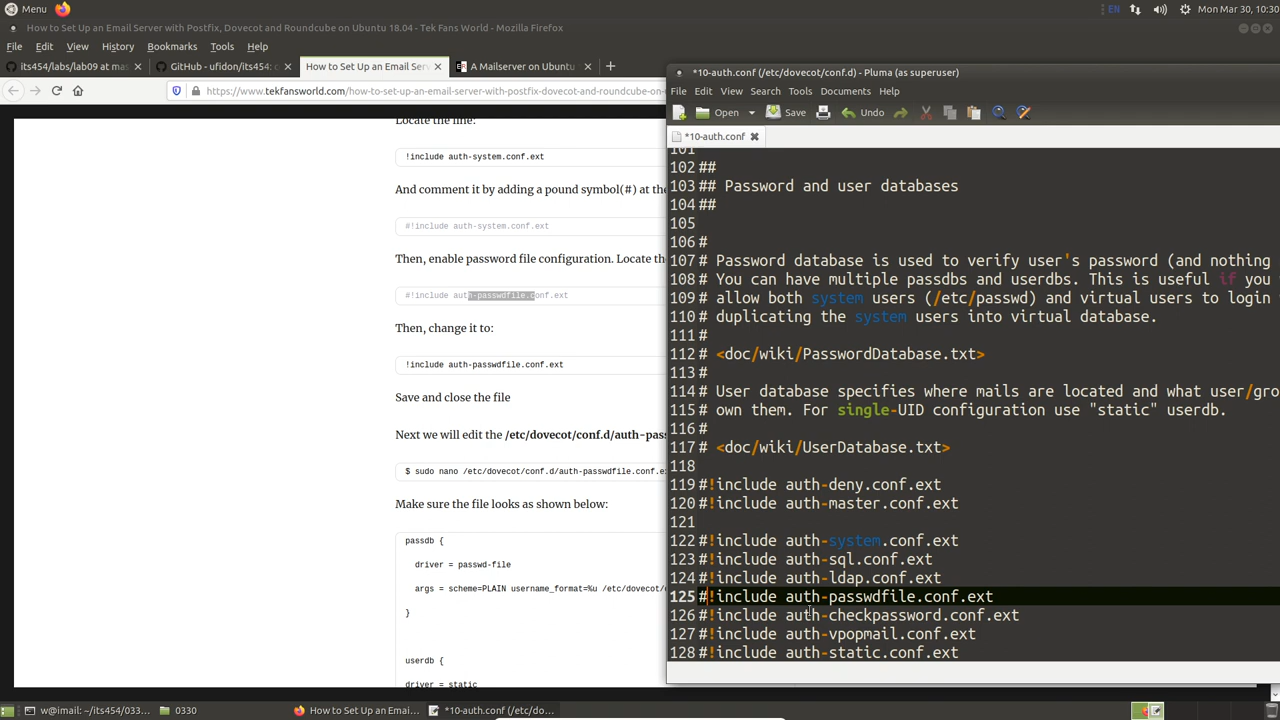 Menu
EN
Mon Mar 30, 10:30
How to Set Up an Email Server with Postfix, Dovecot and Roundcube on Ubuntu 18.04 - Tek Fans World - Mozilla Firefox
File Edit View History Bookmarks Tools Help
its454/labs/lab09 at mas
GitHub - ufidon/its454: c
How to Set Up an Email Serv
A Mailserver on Ubuntu
https://www.tekfansworld.com/how-to-set-up-an-email-server-with-postfix-dovecot-and-roundcube-on-
Locate the line:
!include auth-system.conf.ext
And comment it by adding a pound symbol(#) at the
#!include auth-system.conf.ext
Then, enable password file configuration. Locate the
#!include auth-passwdfile.conf.ext
Then, change it to:
!include auth-passwdfile.conf.ext
Save and close the file
Next we will edit the /etc/dovecot/conf.d/auth-pas
$ sudo nano /etc/dovecot/conf.d/auth-passwdfile.conf.ex
Make sure the file looks as shown below:
passdb {
driver = passwd-file
args = scheme=PLAIN username_format=%u /etc/dovecot/d
}
userdb {
driver = static
*10-auth.conf (/etc/dovecot/conf.d) - Pluma (as superuser)
File Edit View Search Tools Documents Help
Open Save Undo
*10-auth.conf
101
102 ##
103 ## Password and user databases
104 ##
105
106 #
107 # Password database is used to verify user's password (and nothing
108 # You can have multiple passdbs and userdbs. This is useful if you
109 # allow both system users (/etc/passwd) and virtual users to login
110 # duplicating the system users into virtual database.
111 #
112 # <doc/wiki/PasswordDatabase.txt>
113 #
114 # User database specifies where mails are located and what user/gro
115 # own them. For single-UID configuration use "static" userdb.
116 #
117 # <doc/wiki/UserDatabase.txt>
118
119 #!include auth-deny.conf.ext
120 #!include auth-master.conf.ext
121
122 #!include auth-system.conf.ext
123 #!include auth-sql.conf.ext
124 #!include auth-ldap.conf.ext
125 #!include auth-passwdfile.conf.ext
126 #!include auth-checkpassword.conf.ext
127 #!include auth-vpopmail.conf.ext
128 #!include auth-static.conf.ext
w@imail: ~/its454/033...
0330
How to Set Up an Emai...
*10-auth.conf (/etc/do...